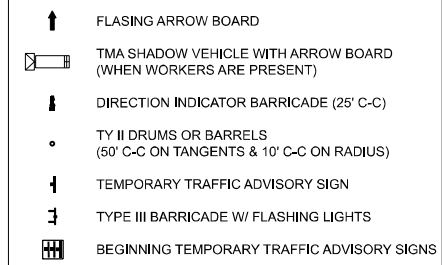 FLASING ARROW BOARD
TMA SHADOW VEHICLE WITH ARROW BOARD
(WHEN WORKERS ARE PRESENT)
DIRECTION INDICATOR BARRICADE (25' C-C)
TY II DRUMS OR BARRELS
(50' C-C ON TANGENTS & 10' C-C ON RADIUS)
TEMPORARY TRAFFIC ADVISORY SIGN
TYPE III BARRICADE W/ FLASHING LIGHTS
BEGINNING TEMPORARY TRAFFIC ADVISORY SIGNS